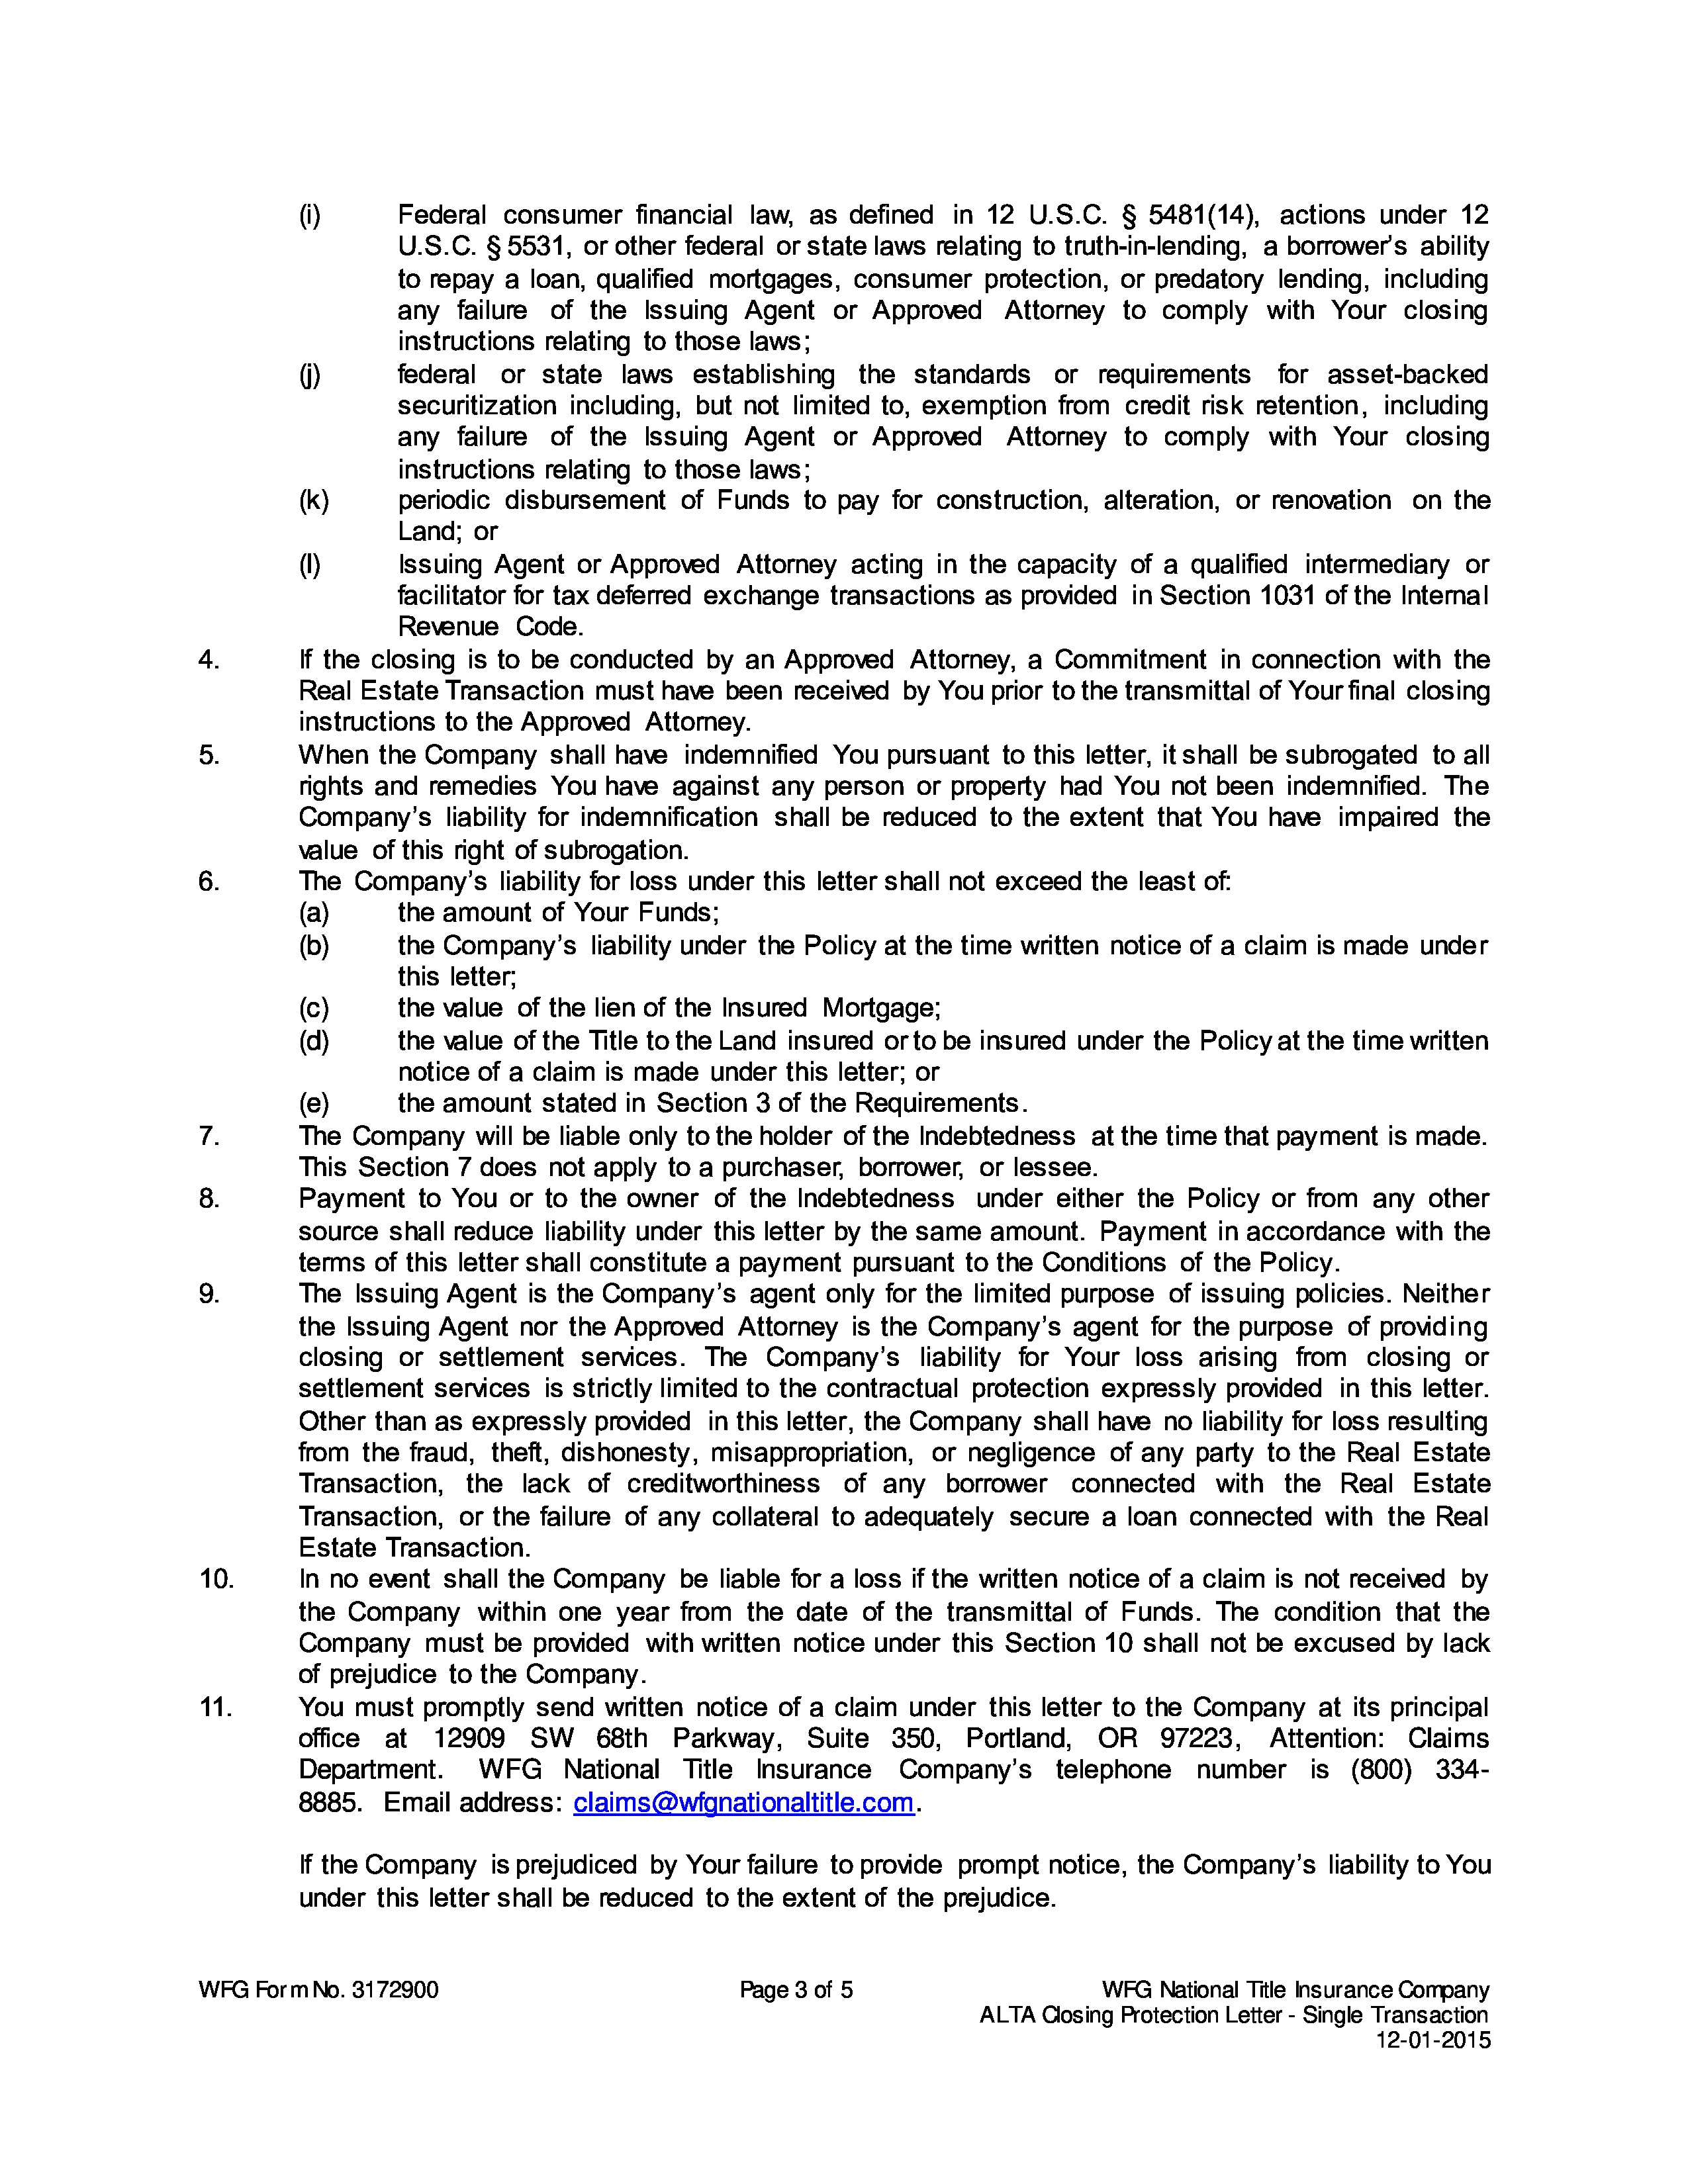 (i) Federal consumer financial law, as defined in 12 U.S.C. § 5481(14), actions under 12
U.S.C. § 5531, or other federal or state laws relating to truth-in-lending, a borrower's ability
to repay a loan, qualified mortgages, consumer protection, or predatory lending, including
any failure of the Issuing Agent or Approved Attorney to comply with Your closing
instructions relating to those laws;
(j) federal or state laws establishing the standards or requirements for asset-backed
securitization including, but not limited to, exemption from credit risk retention, including
any failure of the Issuing Agent or Approved Attorney to comply with Your closing
instructions relating to those laws;
(k) periodic disbursement of Funds to pay for construction, alteration, or renovation on the
Land; or
(l) Issuing Agent or Approved Attorney acting in the capacity of a qualified intermediary or
facilitator for tax deferred exchange transactions as provided in Section 1031 of the Internal
Revenue Code.
4. If the closing is to be conducted by an Approved Attorney, a Commitment in connection with the
Real Estate Transaction must have been received by You prior to the transmittal of Your final closing
instructions to the Approved Attorney.
5. When the Company shall have indemnified You pursuant to this letter, it shall be subrogated to all
rights and remedies You have against any person or property had You not been indemnified. The
Company's liability for indemnification shall be reduced to the extent that You have impaired the
value of this right of subrogation.
6. The Company's liability for loss under this letter shall not exceed the least of:
(a) the amount of Your Funds;
(b) the Company's liability under the Policy at the time written notice of a claim is made under
this letter;
(c) the value of the lien of the Insured Mortgage;
(d) the value of the Title to the Land insured or to be insured under the Policy at the time written
notice of a claim is made under this letter; or
(e) the amount stated in Section 3 of the Requirements.
7. The Company will be liable only to the holder of the Indebtedness at the time that payment is made.
This Section 7 does not apply to a purchaser, borrower, or lessee.
8. Payment to You or to the owner of the Indebtedness under either the Policy or from any other
source shall reduce liability under this letter by the same amount. Payment in accordance with the
terms of this letter shall constitute a payment pursuant to the Conditions of the Policy.
9. The Issuing Agent is the Company's agent only for the limited purpose of issuing policies. Neither
the Issuing Agent nor the Approved Attorney is the Company's agent for the purpose of providing
closing or settlement services. The Company's liability for Your loss arising from closing or
settlement services is strictly limited to the contractual protection expressly provided in this letter.
Other than as expressly provided in this letter, the Company shall have no liability for loss resulting
from the fraud, theft, dishonesty, misappropriation, or negligence of any party to the Real Estate
Transaction, the lack of creditworthiness of any borrower connected with the Real Estate
Transaction, or the failure of any collateral to adequately secure a loan connected with the Real
Estate Transaction.
10. In no event shall the Company be liable for a loss if the written notice of a claim is not received by
the Company within one year from the date of the transmittal of Funds. The condition that the
Company must be provided with written notice under this Section 10 shall not be excused by lack
of prejudice to the Company.
11. You must promptly send written notice of a claim under this letter to the Company at its principal
office at 12909 SW 68th Parkway, Suite 350, Portland, OR 97223, Attention: Claims
Department. WFG National Title Insurance Company's telephone number is (800) 334-
8885. Email address: claims@wfgnationaltitle.com.
If the Company is prejudiced by Your failure to provide prompt notice, the Company's liability to You
under this letter shall be reduced to the extent of the prejudice.
WFG Form No. 3172900 Page 3 of 5 WFG National Title Insurance Company
ALTA Closing Protection Letter - Single Transaction
12-01-2015